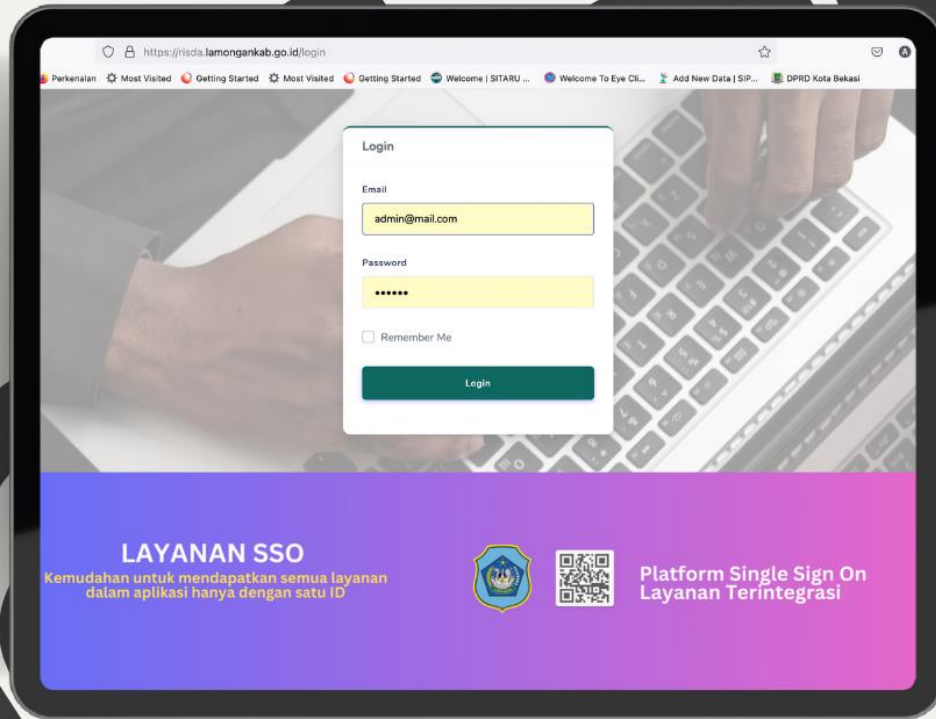 https://risda.lamongankab.go.id/login
Perkenalan Most Visited Getting Started Most Visited Getting Started Welcome | SITARU ... Welcome To Eye Cli... Add New Data | SIP... DPRD Kota Bekasi
Login
Email
admin@mail.com
Password
••••••
Remember Me
Login
LAYANAN SSO
Kemudahan untuk mendapatkan semua layanan
dalam aplikasi hanya dengan satu ID
Platform Single Sign On
Layanan Terintegrasi